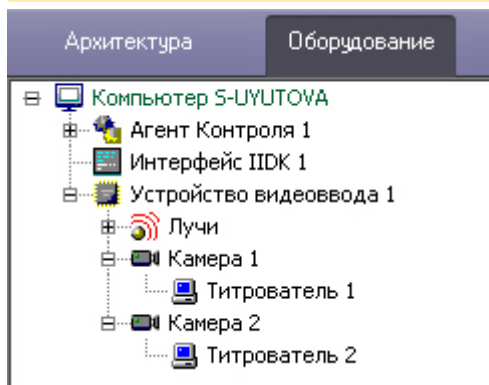 Архитектура Оборудование
Компьютер S-UYUTOVA
Агент Контроля 1
Интерфейс IIDK 1
Устройство видеоввода 1
Лучи
Камера 1
Титрователь 1
Камера 2
Титрователь 2